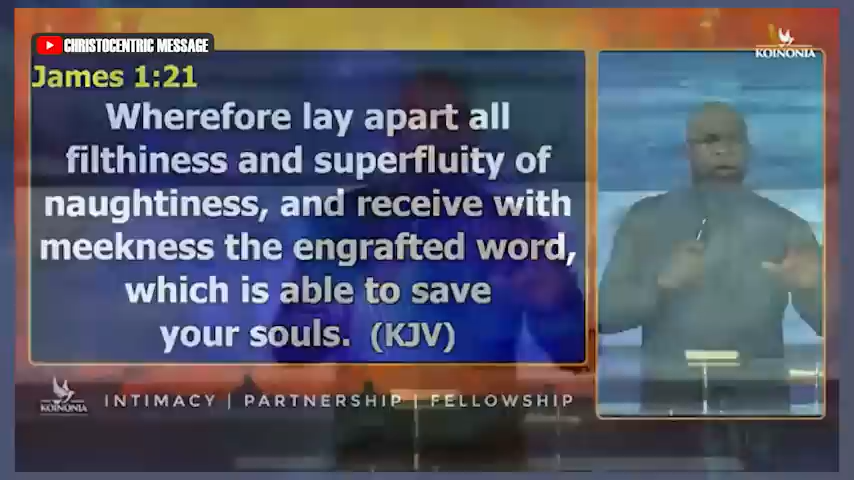 CHRISTOCENTRIC MESSAGE
KOINONIA
James 1:21
Wherefore lay apart all
filthiness and superfluity of
naughtiness, and receive with
meekness the engrafted word,
which is able to save
your souls. (KJV)
KOINONIA
INTIMACY | PARTNERSHIP | FELLOWSHIP